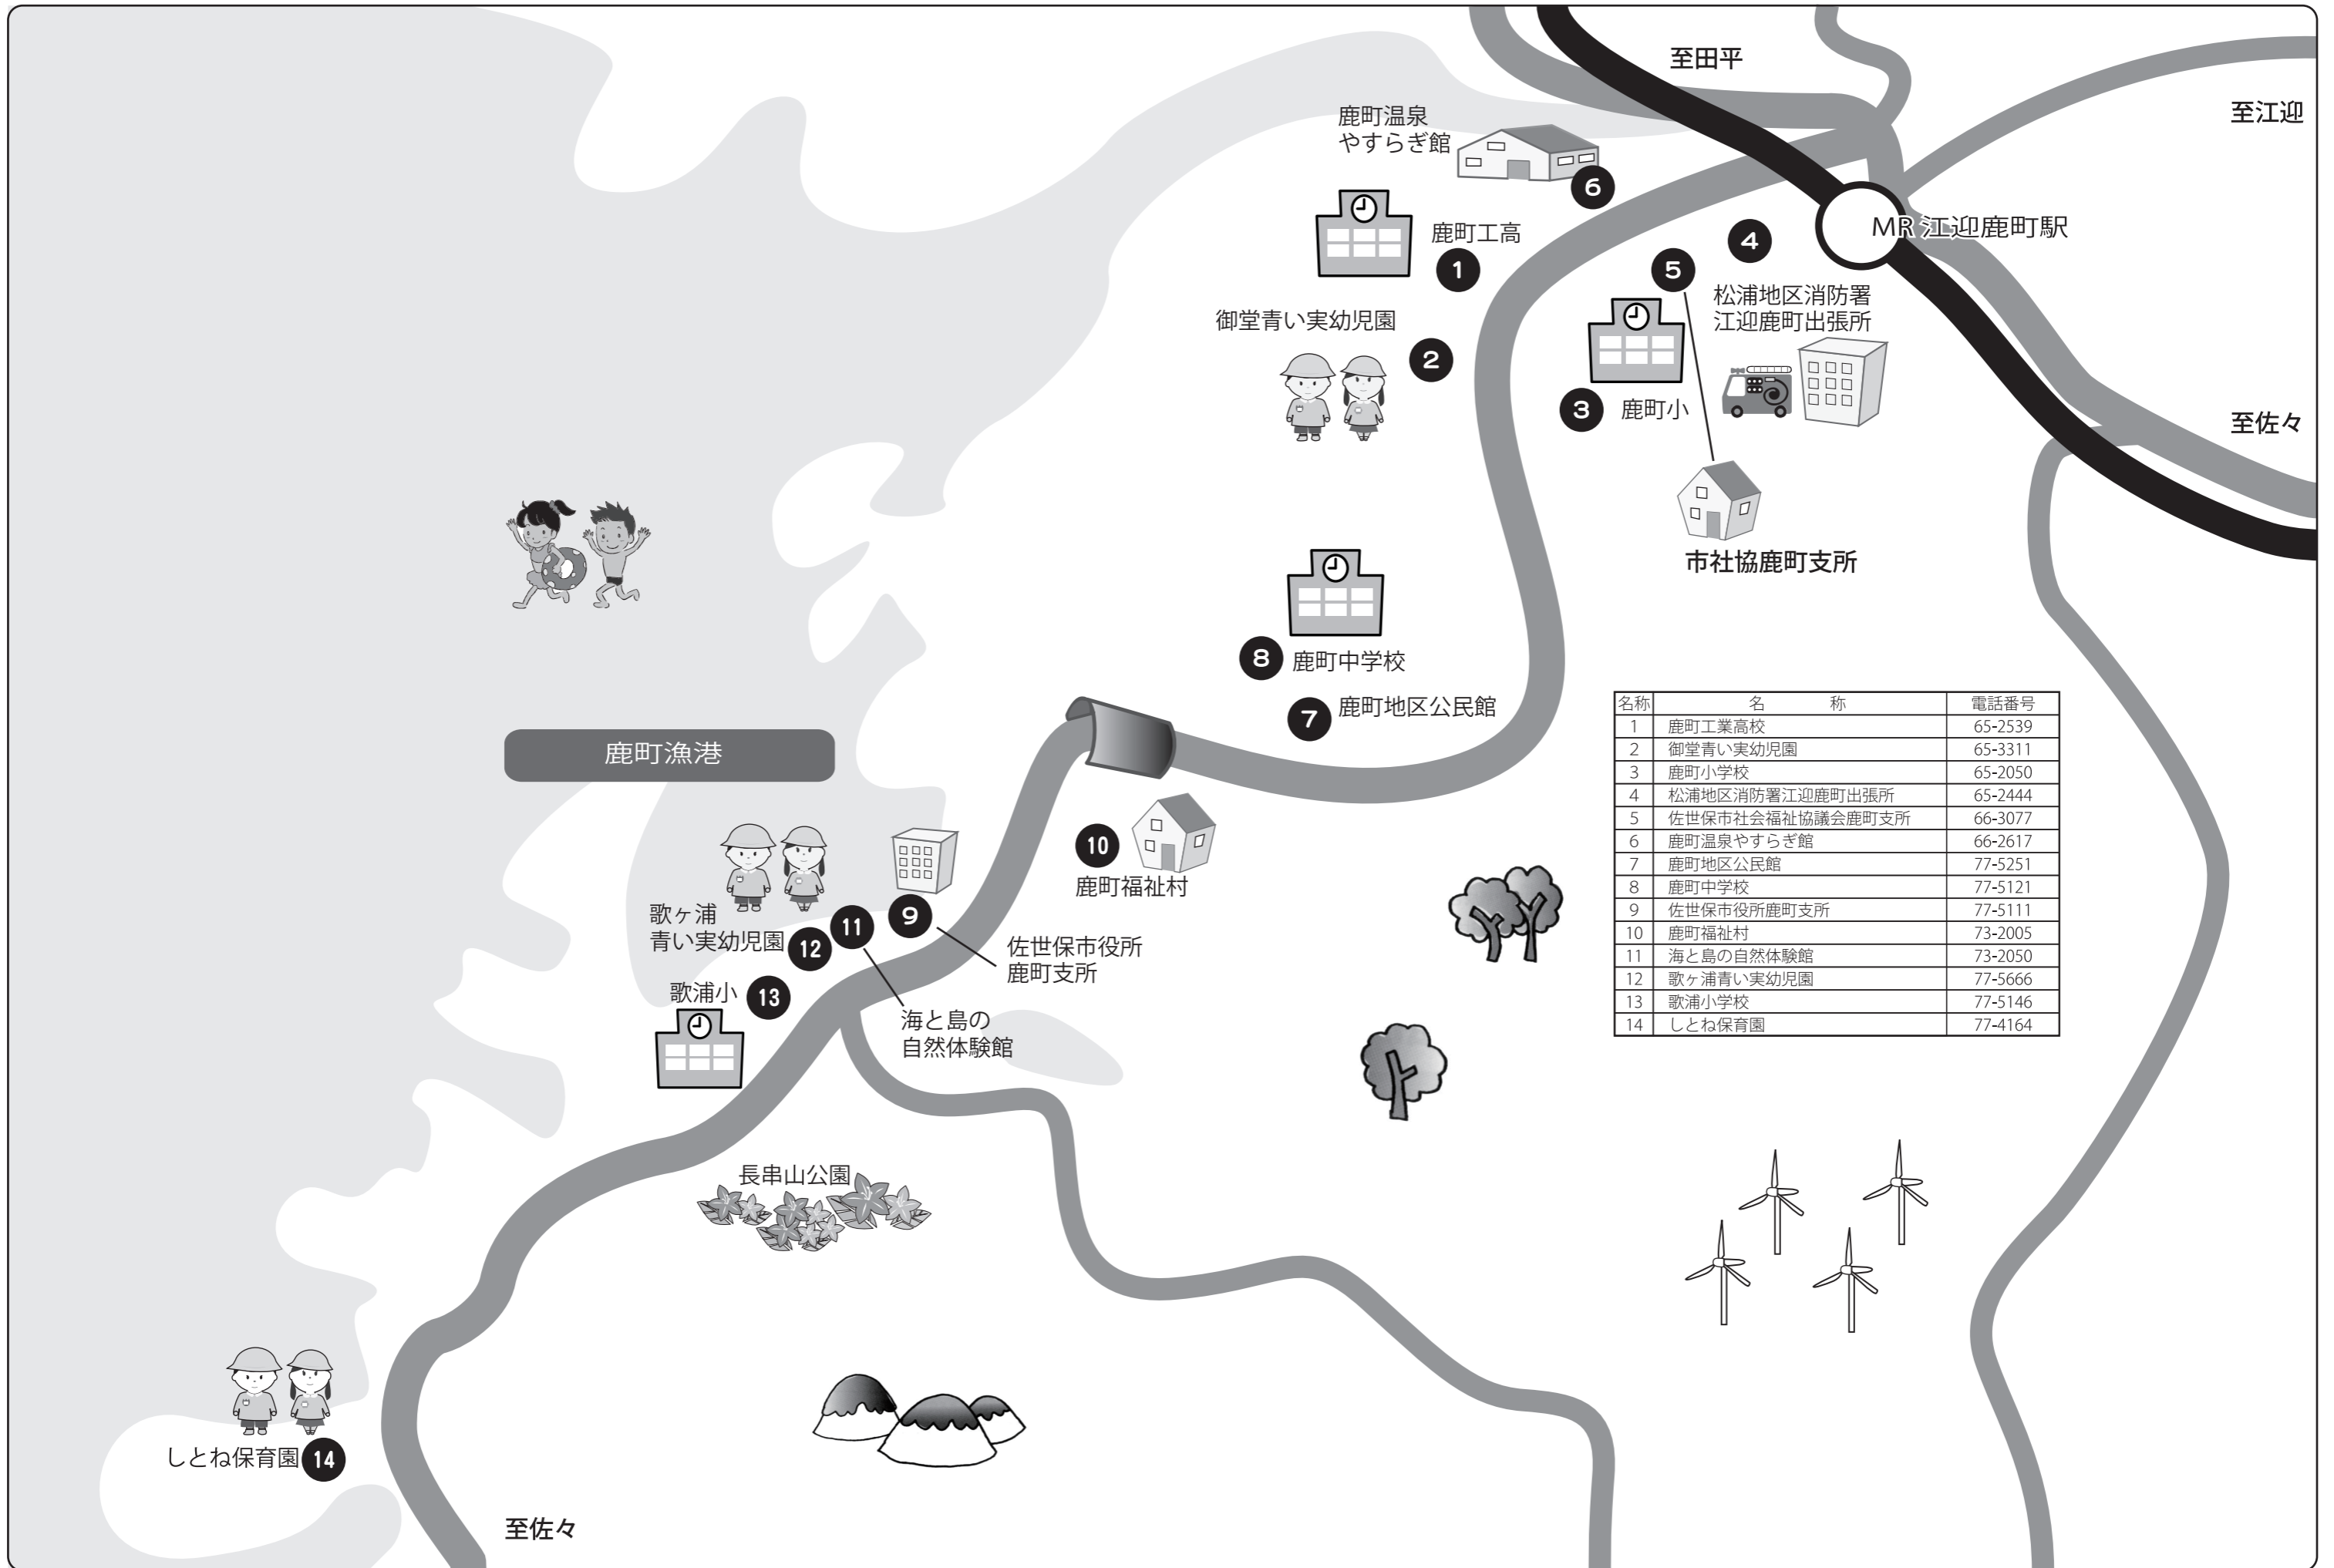 至田平
至江迎
鹿町温泉
やすらぎ館
6
鹿町工高
1
MR 江迎鹿町駅
4
5
松浦地区消防署
江迎鹿町出張所
御堂青い実幼児園
2
3
鹿町小
至佐々
市社協鹿町支所
8
鹿町中学校
7
鹿町地区公民館
鹿町漁港
10
鹿町福祉村
歌ヶ浦
青い実幼児園
12
11
9
佐世保市役所
鹿町支所
歌浦小
13
海と島の
自然体験館
長串山公園
しとね保育園
14
至佐々
名称 名 称 電話番号
1 鹿町工業高校 65-2539
2 御堂青い実幼児園 65-3311
3 鹿町小学校 65-2050
4 松浦地区消防署江迎鹿町出張所 65-2444
5 佐世保市社会福祉協議会鹿町支所 66-3077
6 鹿町温泉やすらぎ館 66-2617
7 鹿町地区公民館 77-5251
8 鹿町中学校 77-5121
9 佐世保市役所鹿町支所 77-5111
10 鹿町福祉村 73-2005
11 海と島の自然体験館 73-2050
12 歌ヶ浦青い実幼児園 77-5666
13 歌浦小学校 77-5146
14 しとね保育園 77-4164